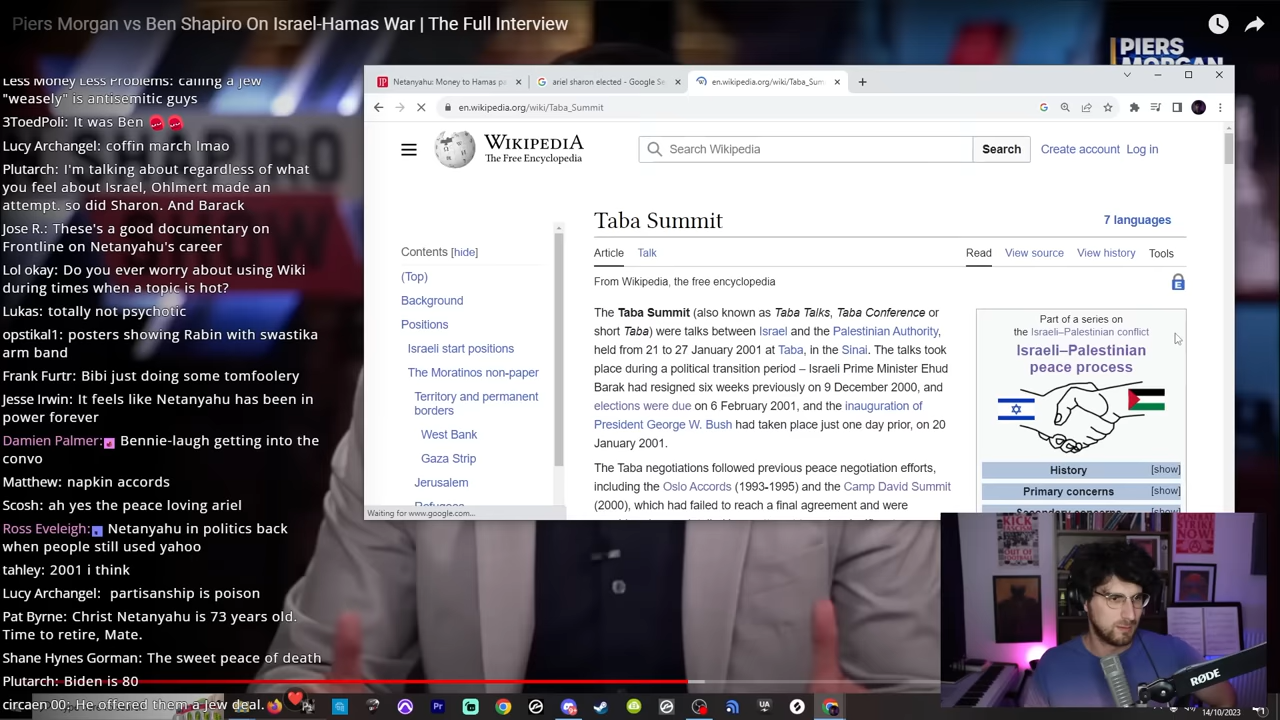 Piers Morgan vs Ben Shapiro On Israel-Hamas War | The Full Interview
PIERS
MORGAN
Less Money Less Problems: calling a jew
"weasely" is antisemitic guys
3ToedPoli: It was Ben
Lucy Archangel: coffin march lmao
Plutarch: I'm talking about regardless of what
you feel about Israel, Ohlmert made an
attempt. so did Sharon. And Barack
Jose R.: These's a good documentary on
Frontline on Netanyahu's career
Lol okay: Do you ever worry about using Wiki
during times when a topic is hot?
Lukas: totally not psychotic
opstikal1: posters showing Rabin with swastika
arm band
Frank Furtr: Bibi just doing some tomfoolery
Jesse Irwin: It feels like Netanyahu has been in
power forever
Damien Palmer: Bennie-laugh getting into the
convo
Matthew: napkin accords
Scosh: ah yes the peace loving ariel
Ross Eveleigh: Netanyahu in politics back
when people still used yahoo
tahley: 2001 i think
Lucy Archangel: partisanship is poison
Pat Byrne: Christ Netanyahu is 73 years old.
Time to retire, Mate.
Shane Hynes Gorman: The sweet peace of death
Plutarch: Biden is 80
circaen 00: He offered them a Jew deal.
Netanyahu: Money to Hamas pa
ariel sharon elected - Google Se
en.wikipedia.org/wiki/Taba_Sum
en.wikipedia.org/wiki/Taba_Summit
WIKIPEDIA
The Free Encyclopedia
Search Wikipedia
Search
Create account Log in
Contents [hide]
(Top)
Background
Positions
Israeli start positions
The Moratinos non-paper
Territory and permanent
borders
West Bank
Gaza Strip
Jerusalem
Refugees
Waiting for www.google.com...
Taba Summit
7 languages
Article Talk
Read View source View history Tools
From Wikipedia, the free encyclopedia
The Taba Summit (also known as Taba Talks, Taba Conference or
short Taba) were talks between Israel and the Palestinian Authority,
held from 21 to 27 January 2001 at Taba, in the Sinai. The talks took
place during a political transition period – Israeli Prime Minister Ehud
Barak had resigned six weeks previously on 9 December 2000, and
elections were due on 6 February 2001, and the inauguration of
President George W. Bush had taken place just one day prior, on 20
January 2001.
The Taba negotiations followed previous peace negotiation efforts,
including the Oslo Accords (1993-1995) and the Camp David Summit
(2000), which had failed to reach a final agreement and were
Part of a series on
the Israeli–Palestinian conflict
Israeli–Palestinian
peace process
History [show]
Primary concerns [show]
Secondary concerns [show]
KICK
FASCISM
OUT OF
FOOTBALL
STRIKE
NOW!
RØDE
Pr
UA
14/10/2023